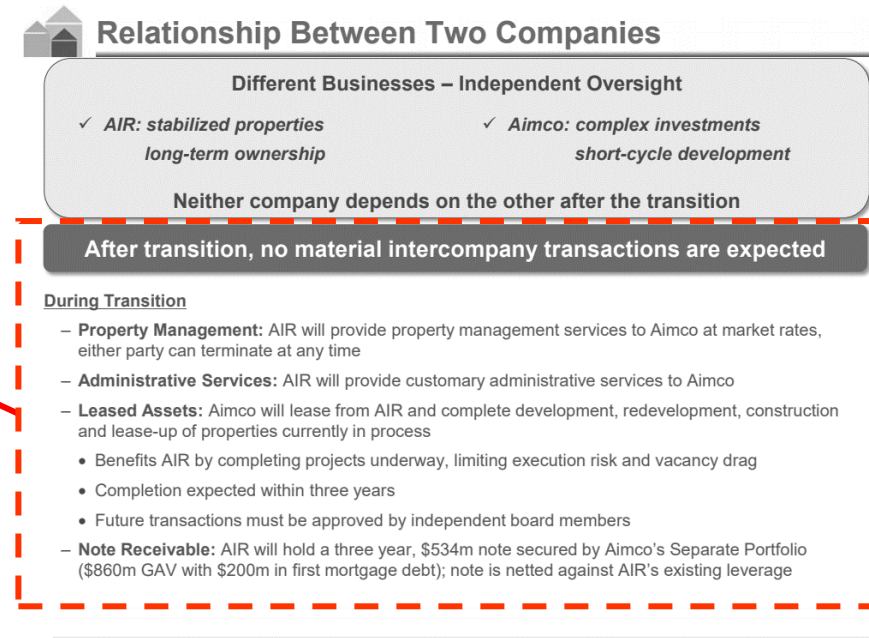 Relationship Between Two Companies
Different Businesses – Independent Oversight
✓ AIR: stabilized properties
long-term ownership
✓ Aimco: complex investments
short-cycle development
Neither company depends on the other after the transition
After transition, no material intercompany transactions are expected
During Transition
– Property Management: AIR will provide property management services to Aimco at market rates,
either party can terminate at any time
– Administrative Services: AIR will provide customary administrative services to Aimco
– Leased Assets: Aimco will lease from AIR and complete development, redevelopment, construction
and lease-up of properties currently in process
• Benefits AIR by completing projects underway, limiting execution risk and vacancy drag
• Completion expected within three years
• Future transactions must be approved by independent board members
– Note Receivable: AIR will hold a three year, $534m note secured by Aimco's Separate Portfolio
($860m GAV with $200m in first mortgage debt); note is netted against AIR's existing leverage